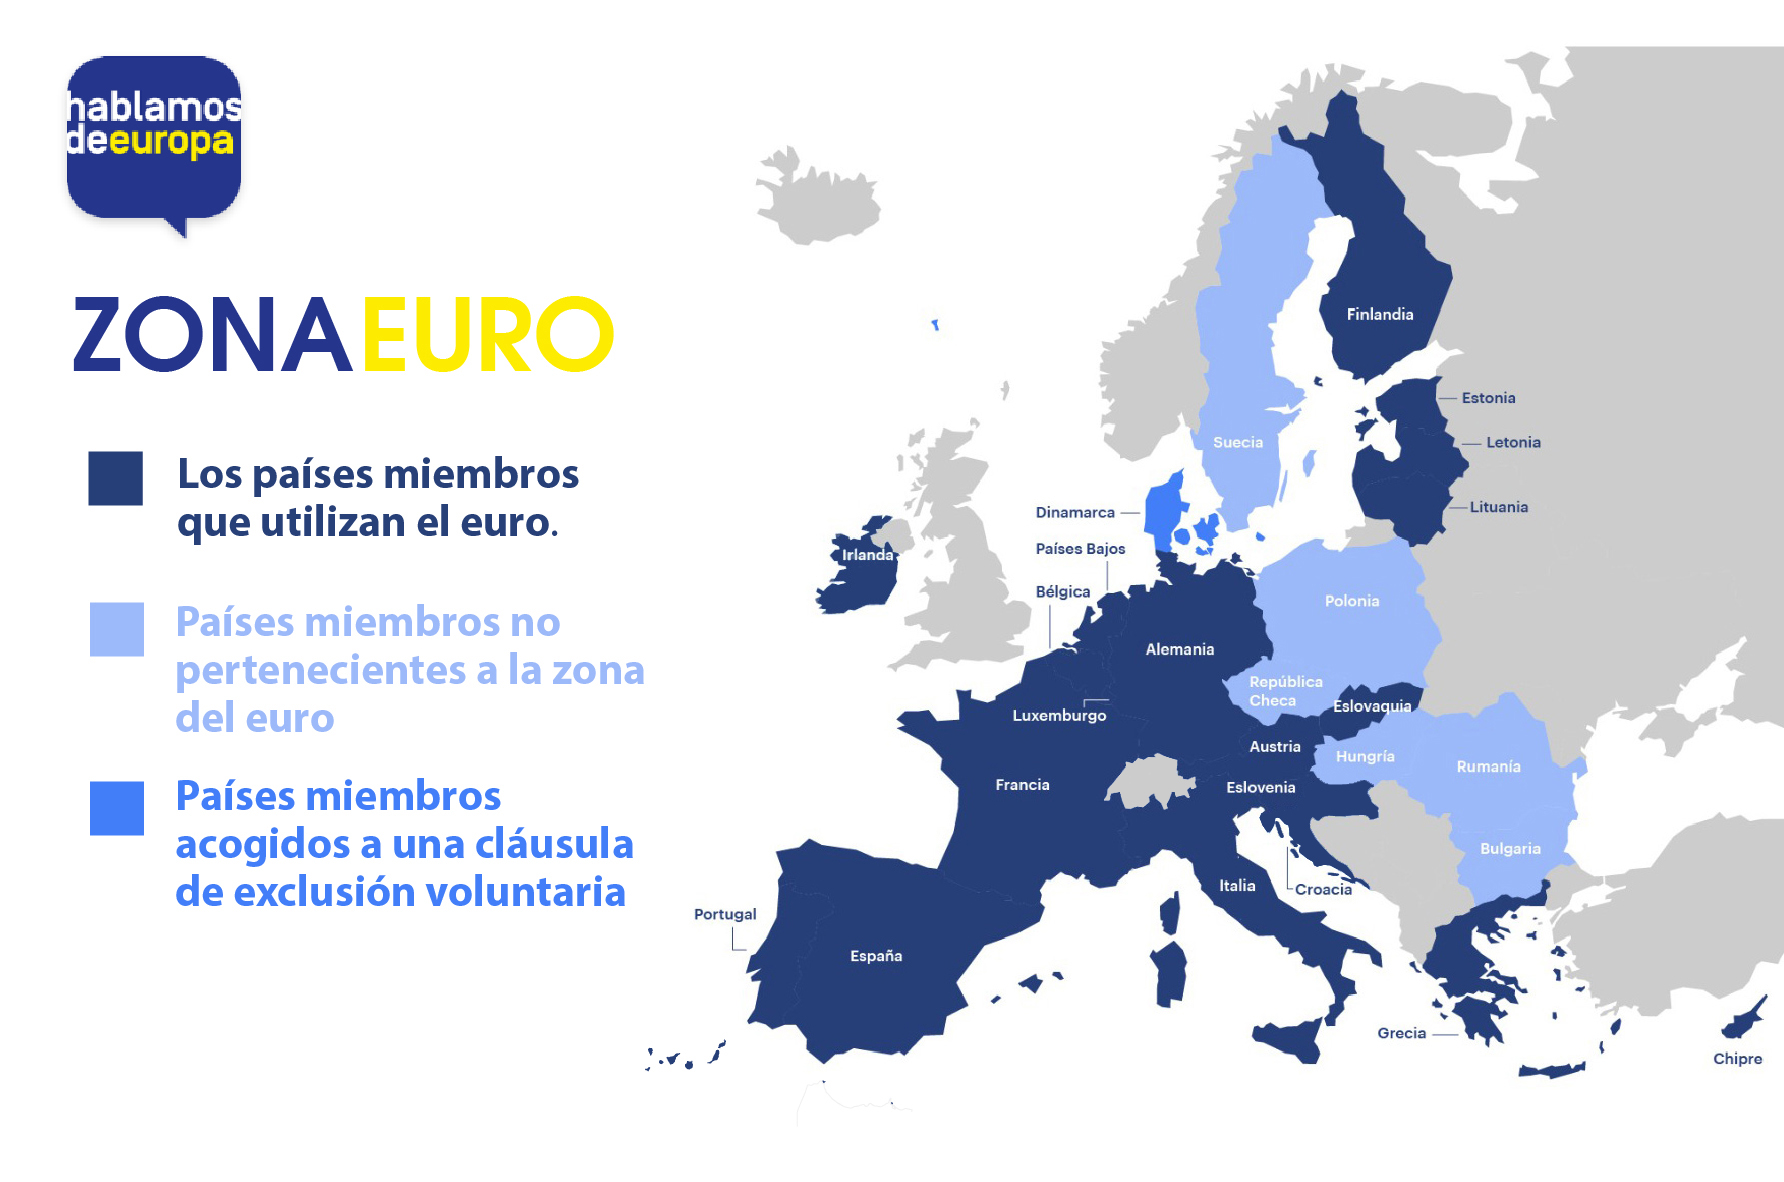 hablamos
deeuropa
ZONAEURO
Los países miembros
que utilizan el euro.
Países miembros no
pertenecientes a la zona
del euro
Países miembros
acogidos a una cláusula
de exclusión voluntaria
Finlandia
Estonia
Suecia
Letonia
Lituania
Dinamarca
Países Bajos
Irlanda
Bélgica
Polonia
Alemania
República
Checa
Eslovaquia
Luxemburgo
Austria
Hungría
Rumanía
Francia
Eslovenia
Bulgaria
Italia
Croacia
Portugal
España
Grecia
Chipre